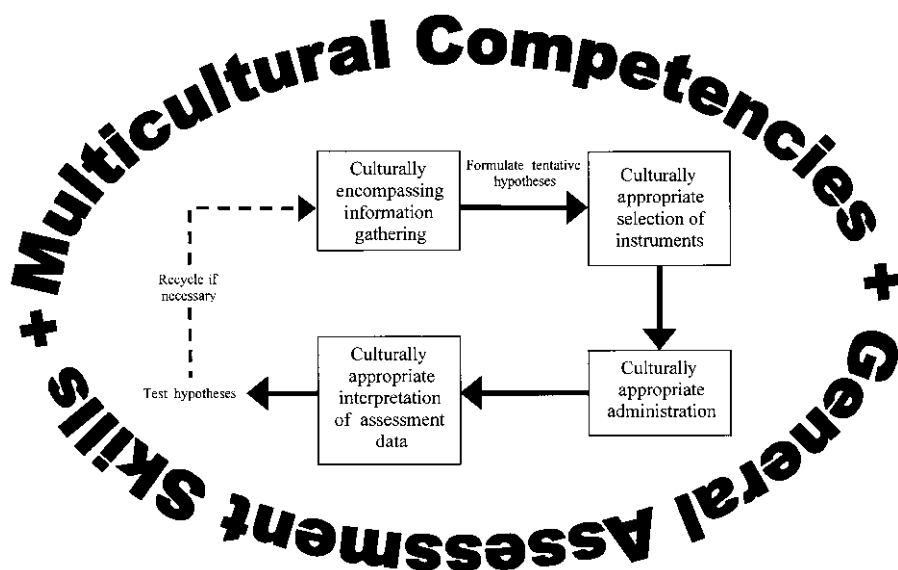 + Multicultural Competencies +
Culturally
encompassing
information
gathering
Formulate tentative
hypotheses
Culturally
appropriate
selection of
instruments
Recycle if
necessary
Culturally
appropriate
interpretation
of assessment
data
Culturally
appropriate
administration
Test hypotheses
General Assessment Skills